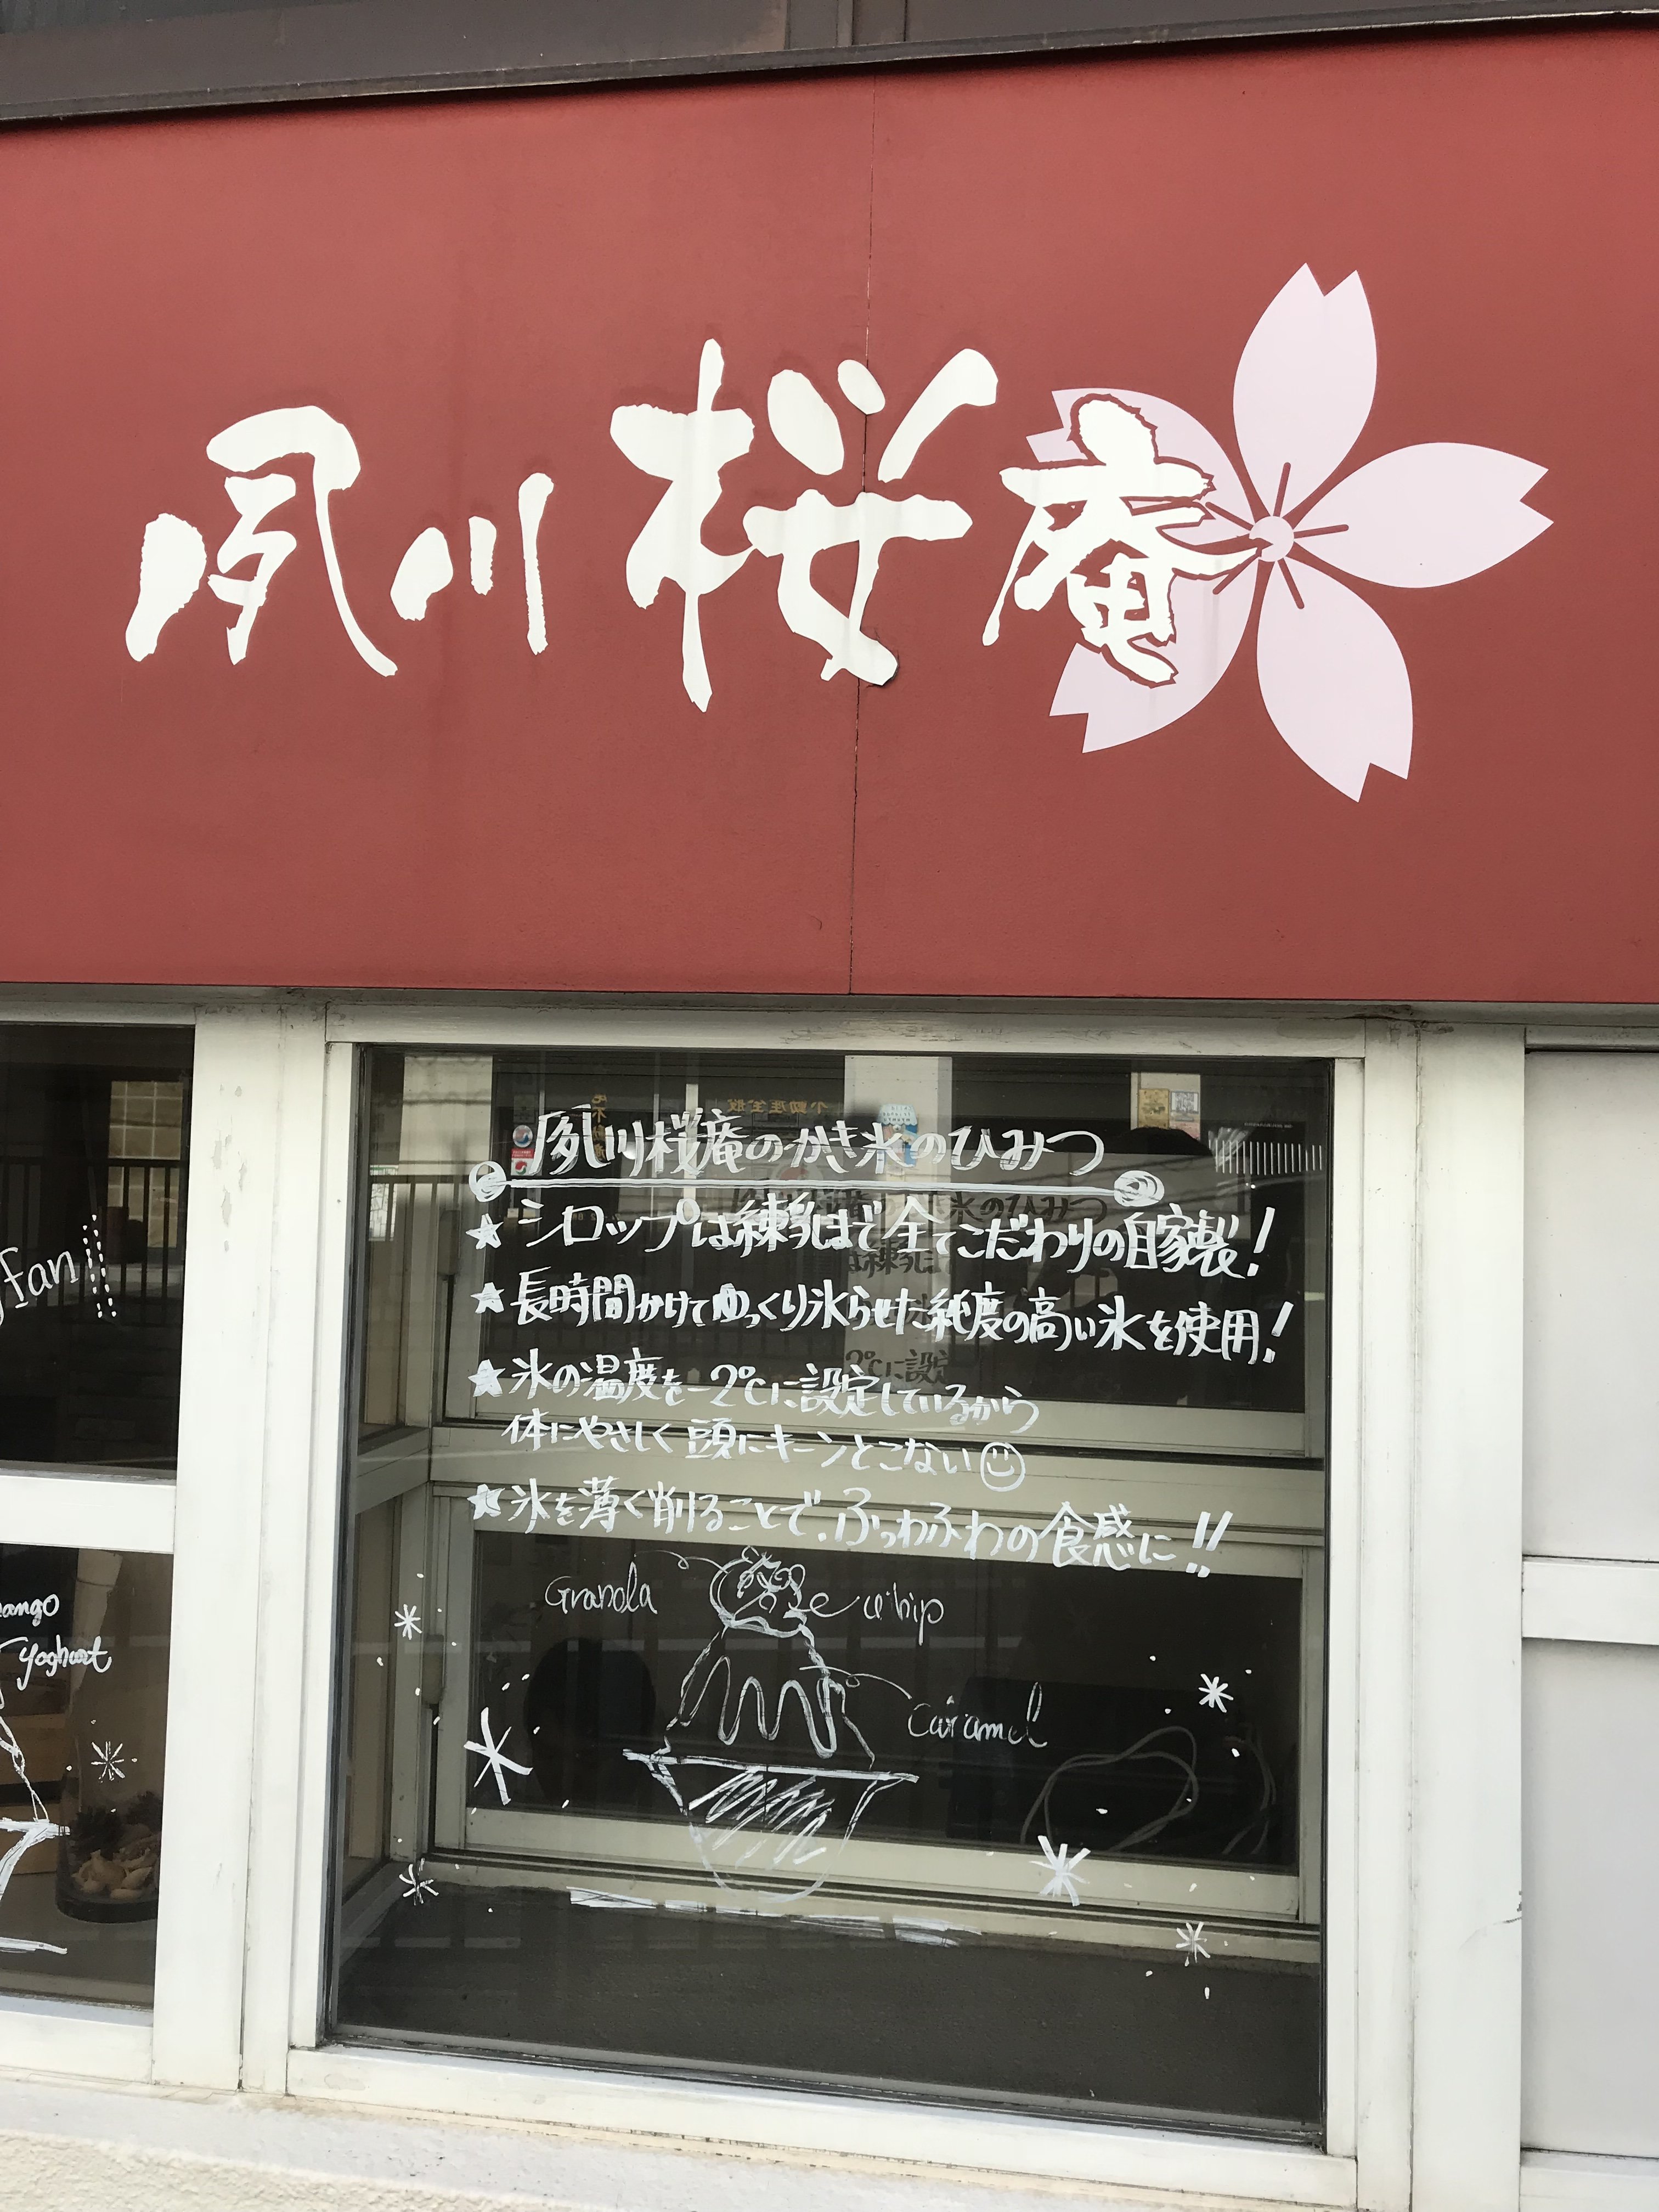 夙川 桜庵
夙川桜庵のかき氷のひみつ
★シロップは練乳まで全てこだわりの自家製!
★長時間かけてゆっくり氷らせた純度の高い氷を使用!
★氷の温度を-2℃に設定しているから
体にやさしく頭にキーンとこない
★氷を薄く削ることで、ふわふわの食感に!!
Granola
whip
caramel
fan
mango
yoghurt